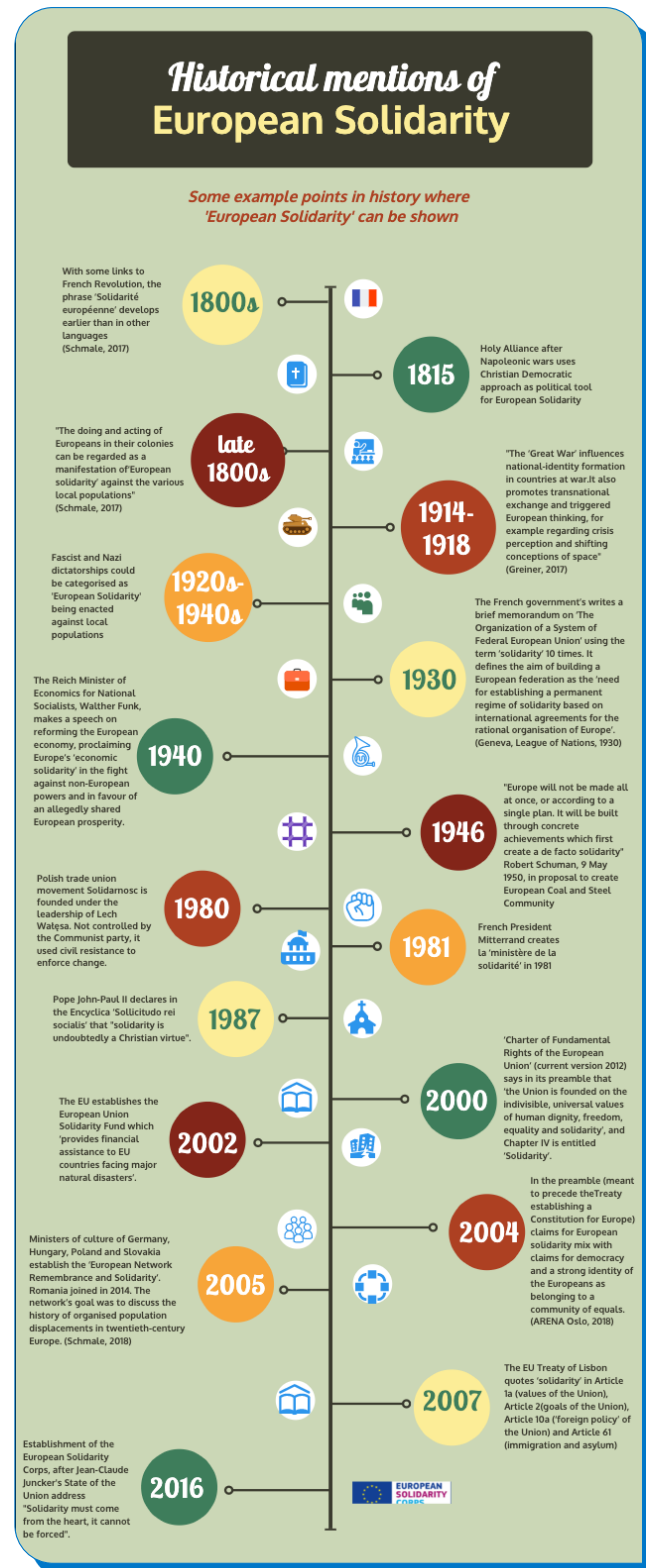 Historical mentions of
European Solidarity
Some example points in history where
'European Solidarity' can be shown
With some links to
French Revolution, the
phrase 'Solidarité
européenne' develops
earlier than in other
languages
(Schmale, 2017)
1800s
1815
Holy Alliance after
Napoleonic wars uses
Christian Democratic
approach as political tool
for European Solidarity
"The doing and acting of
Europeans in their colonies
can be regarded as a
manifestation of'European
solidarity' against the various
local populations"
(Schmale, 2017)
late
1800s
1914-
1918
"The 'Great War' influences
national-identity formation
in countries at war.It also
promotes transnational
exchange and triggered
European thinking, for
example regarding crisis
perception and shifting
conceptions of space"
(Greiner, 2017)
Fascist and Nazi
dictatorships could
be categorised as
'European Solidarity'
being enacted
against local
populations
1920s-
1940s
1930
The French government's writes a
brief memorandum on 'The
Organization of a System of
Federal European Union' using the
term 'solidarity' 10 times. It
defines the aim of building a
European federation as the 'need
for establishing a permanent
regime of solidarity based on
international agreements for the
rational organisation of Europe'.
(Geneva, League of Nations, 1930)
The Reich Minister of
Economics for National
Socialists, Walther Funk,
makes a speech on
reforming the European
economy, proclaiming
Europe's 'economic
solidarity' in the fight
against non-European
powers and in favour of
an allegedly shared
European prosperity.
1940
1946
"Europe will not be made all
at once, or according to a
single plan. It will be built
through concrete
achievements which first
create a de facto solidarity"
Robert Schuman, 9 May
1950, in proposal to create
European Coal and Steel
Community
Polish trade union
movement Solidarnosc is
founded under the
leadership of Lech
Wałęsa. Not controlled by
the Communist party, it
used civil resistance to
enforce change.
1980
1981
French President
Mitterrand creates
la 'ministère de la
solidarité' in 1981
Pope John-Paul II declares in
the Encyclica 'Sollicitudo rei
socialis' that "solidarity is
undoubtedly a Christian virtue".
1987
2000
'Charter of Fundamental
Rights of the European
Union' (current version 2012)
says in its preamble that
'the Union is founded on the
indivisible, universal values
of human dignity, freedom,
equality and solidarity', and
Chapter IV is entitled
'Solidarity'.
The EU establishes the
European Union
Solidarity Fund which
'provides financial
assistance to EU
countries facing major
natural disasters'.
2002
2004
In the preamble (meant
to precede theTreaty
establishing a
Constitution for Europe)
claims for European
solidarity mix with
claims for democracy
and a strong identity of
the Europeans as
belonging to a
community of equals.
(ARENA Oslo, 2018)
Ministers of culture of Germany,
Hungary, Poland and Slovakia
establish the 'European Network
Remembrance and Solidarity'.
Romania joined in 2014. The
network's goal was to discuss the
history of organised population
displacements in twentieth-century
Europe. (Schmale, 2018)
2005
2007
The EU Treaty of Lisbon
quotes 'solidarity' in Article
1a (values of the Union),
Article 2(goals of the Union),
Article 10a ('foreign policy' of
the Union) and Article 61
(immigration and asylum)
Establishment of the
European Solidarity
Corps, after Jean-Claude
Juncker's State of the
Union address
"Solidarity must come
from the heart, it cannot
be forced".
2016
EUROPEAN
SOLIDARITY
CORPS